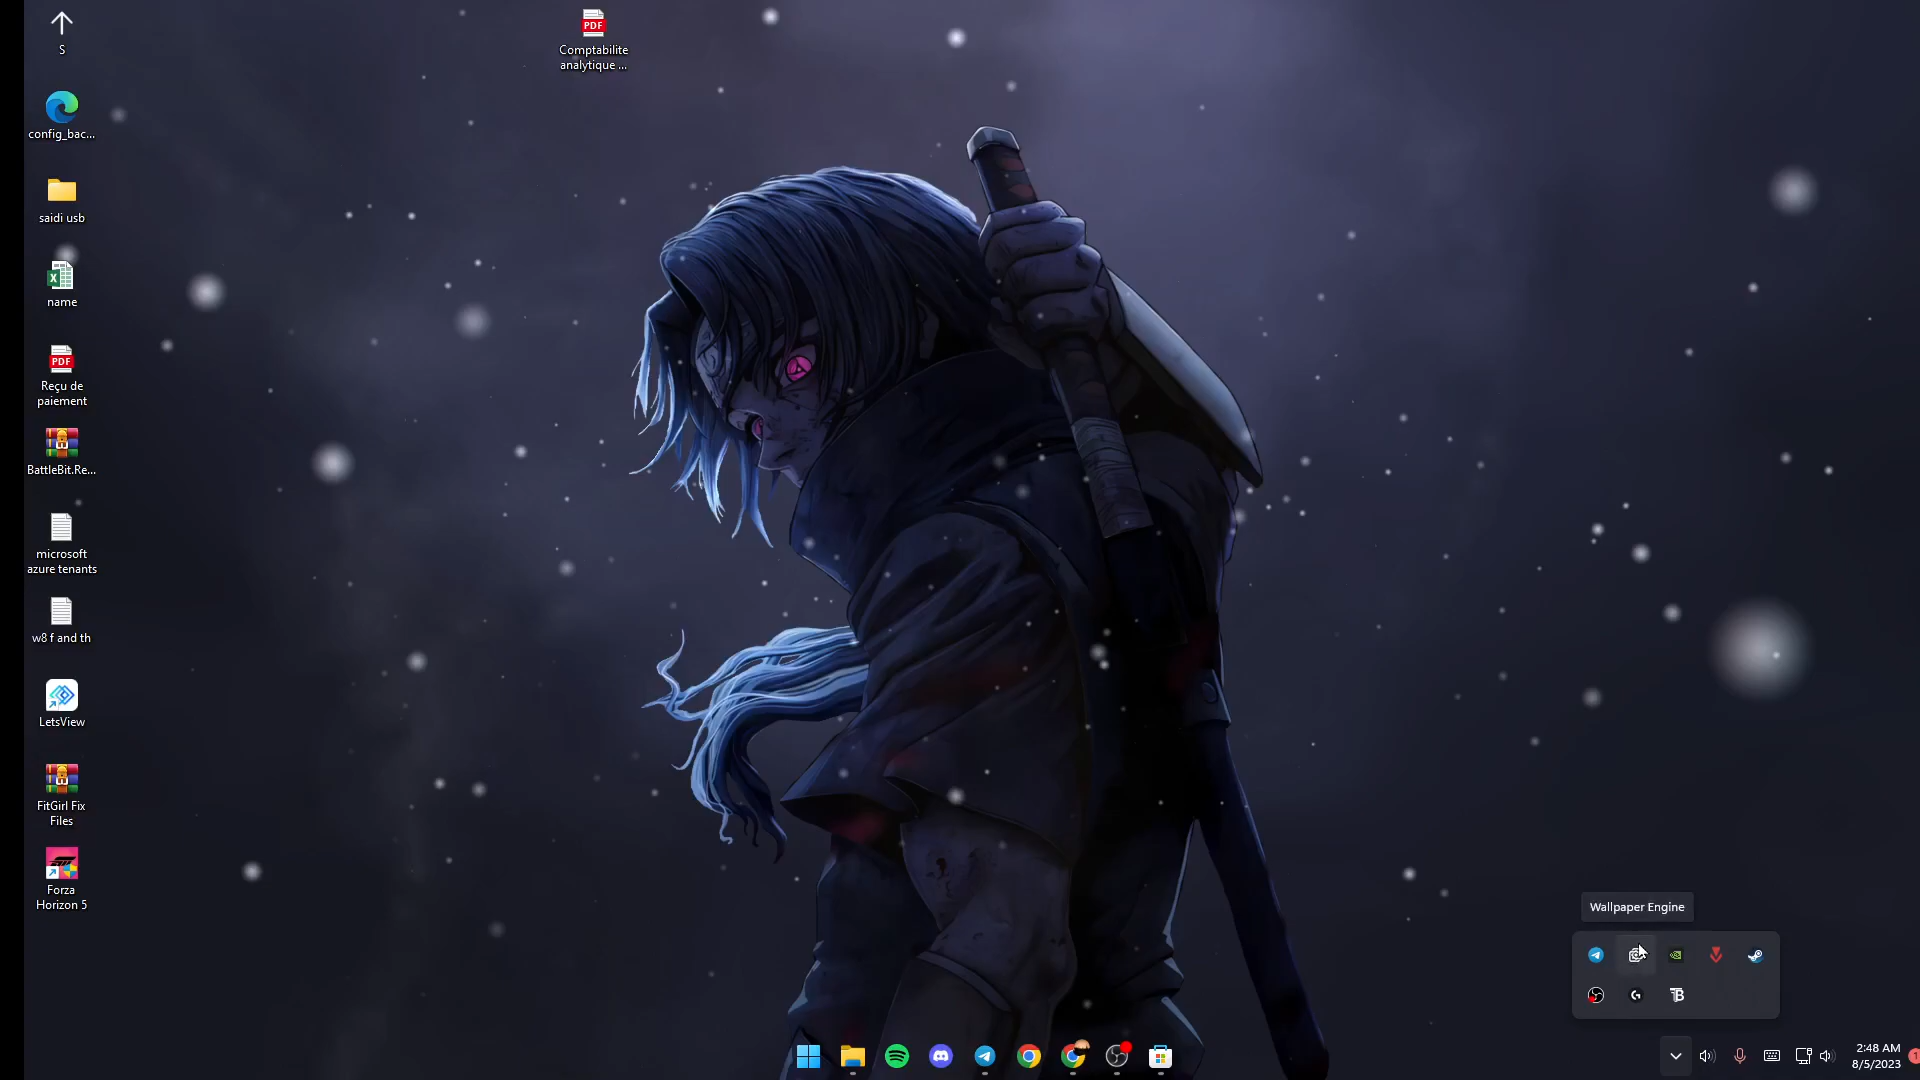 S
PDF
Comptabilite
analytique ...
config_bac...
saidi usb
name
PDF
Reçu de
paiement
BattleBit.Re...
microsoft
azure tenants
w8 f and th
LetsView
FitGirl Fix
Files
Forza
Horizon 5
Wallpaper Engine
2:48 AM
8/5/2023
1